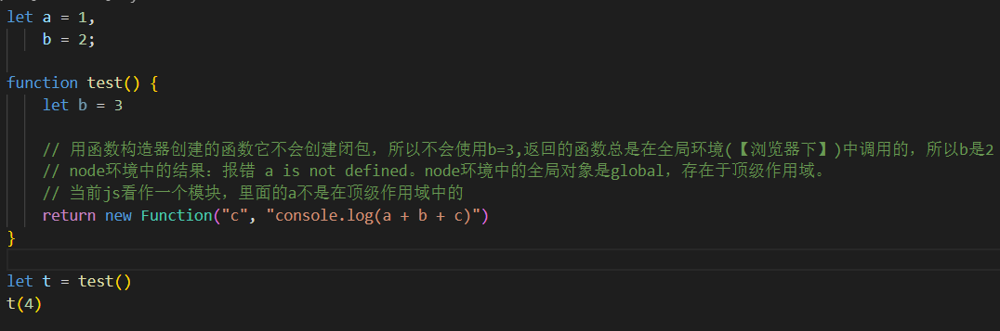 let a = 1,
b = 2;
function test() {
let b = 3
// 用函数构造器创建的函数它不会创建闭包，所以不会使用b=3,返回的函数总是在全局环境(【浏览器下】)中调用的，所以b是2
// node环境中的结果：报错 a is not defined。node环境中的全局对象是global，存在于顶级作用域。
// 当前js看作一个模块，里面的a不是在顶级作用域中的
return new Function("c", "console.log(a + b + c)")
}
let t = test()
t(4)